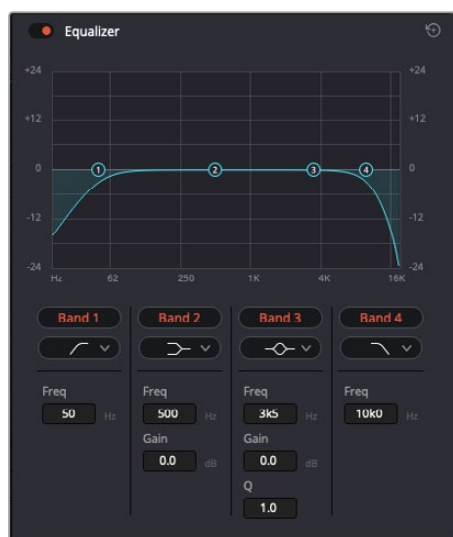 Equalizer
+24 +24
+12 +12
0 1 2 3 4 0
-12 -12
-24 -24
Hz 62 250 1K 4K 16K
Band 1 Band 2 Band 3 Band 4
Freq Freq Freq Freq
50 Hz 500 Hz 3k5 Hz 10k0 Hz
Gain Gain
0.0 dB 0.0 dB
Q
1.0